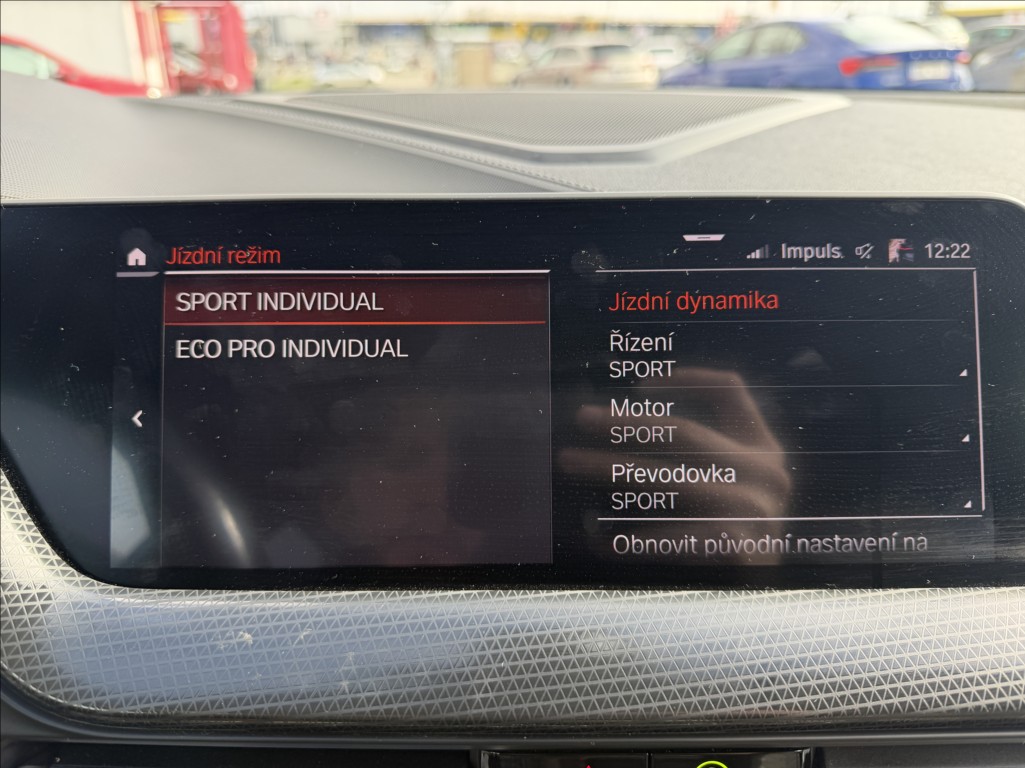 Jízdní režim
Impuls 12:22
SPORT INDIVIDUAL
ECO PRO INDIVIDUAL
Jízdní dynamika
Řízení
SPORT
Motor
SPORT
Převodovka
SPORT
Obnovit původní nastavení na